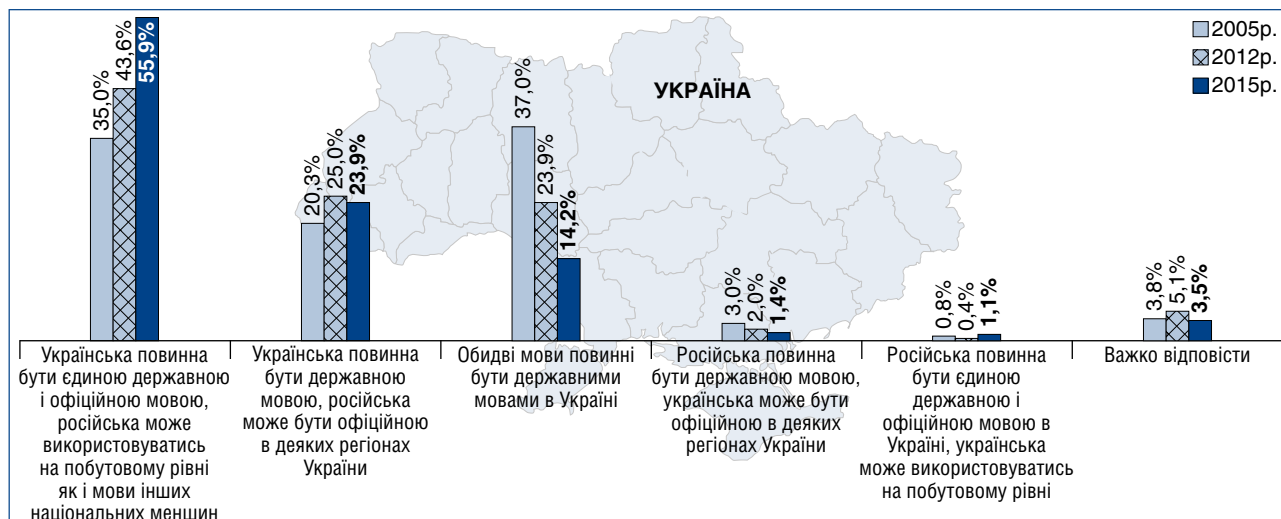 УКРАЇНА
2005р.
2012р.
2015р.
35,0%
43,6%
55,9%
20,3%
25,0%
23,9%
37,0%
23,9%
14,2%
3,0%
2,0%
1,4%
0,8%
0,4%
1,1%
3,8%
5,1%
3,5%
Українська повинна
бути єдиною державною
і офіційною мовою,
російська може
використовуватись
на побутовому рівні
як і мови інших
національних меншин
Українська повинна
бути державною
мовою, російська
може бути офіційною
в деяких регіонах
України
Обидві мови повинні
бути державними
мовами в Україні
Російська повинна
бути державною мовою,
українська може бути
офіційною в деяких
регіонах України
Російська повинна
бути єдиною
державною і
офіційною мовою в
Україні, українська
може використовуватись
на побутовому рівні
Важко відповісти